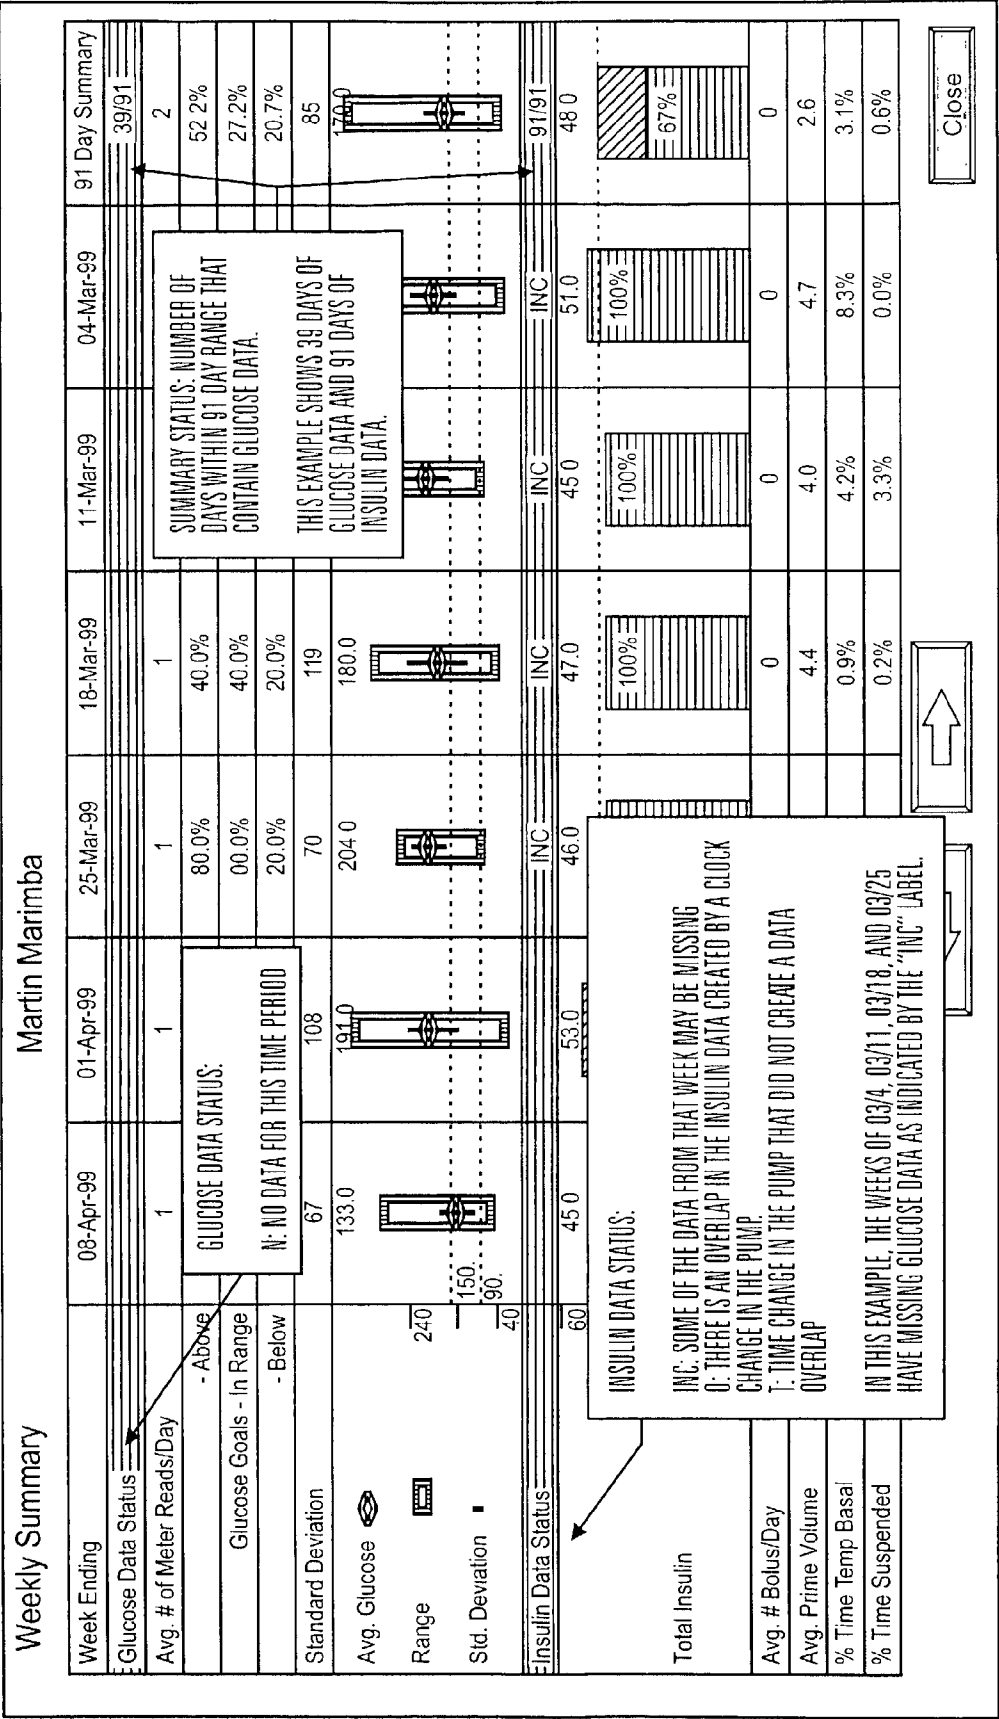 Martin Marimba
Weekly Summary
Week Ending 08-Apr-99 01-Apr-99 25-Mar-99 18-Mar-99 11-Mar-99 04-Mar-99 91 Day Summary
Glucose Data Status 39/91
Avg. # of Meter Reads/Day 1 1 1 1 2
- Above 80.0% 40.0% 52 2%
Glucose Goals - In Range 00.0% 40.0% 27.2%
- Below 20.0% 20.0% 20.7%
Standard Deviation 67 108 70 119 85
Avg. Glucose 133.0 191.0 204 0 180.0 170.0
Range
Std. Deviation
240
40
150.
90.
GLUCOSE DATA STATUS:
N: NO DATA FOR THIS TIME PERIOD
SUMMARY STATUS: NUMBER OF
DAYS WITHIN 91 DAY RANGE THAT
CONTAIN GLUCOSE DATA.
THIS EXAMPLE SHOWS 39 DAYS OF
GLUCOSE DATA AND 91 DAYS OF
INSULIN DATA.
Insulin Data Status INC INC INC INC 91/91
60 45 0 53.0 46.0 47.0 45.0 51.0 48 0
Total Insulin 100% 100% 100% 67%
INSULIN DATA STATUS:
INC: SOME OF THE DATA FROM THAT WEEK MAY BE MISSING
O: THERE IS AN OVERLAP IN THE INSULIN DATA CREATED BY A CLOCK
CHANGE IN THE PUMP
T: TIME CHANGE IN THE PUMP THAT DID NOT CREATE A DATA
OVERLAP
IN THIS EXAMPLE, THE WEEKS OF 03/4, 03/11, 03/18, AND 03/25
HAVE MISSING GLUCOSE DATA AS INDICATED BY THE "INC" LABEL.
Avg. # Bolus/Day 0 0 0 0
Avg. Prime Volume 4.4 4.0 4.7 2.6
% Time Temp Basal 0.9% 4.2% 8.3% 3.1%
% Time Suspended 0.2% 3.3% 0.0% 0.6%
Close